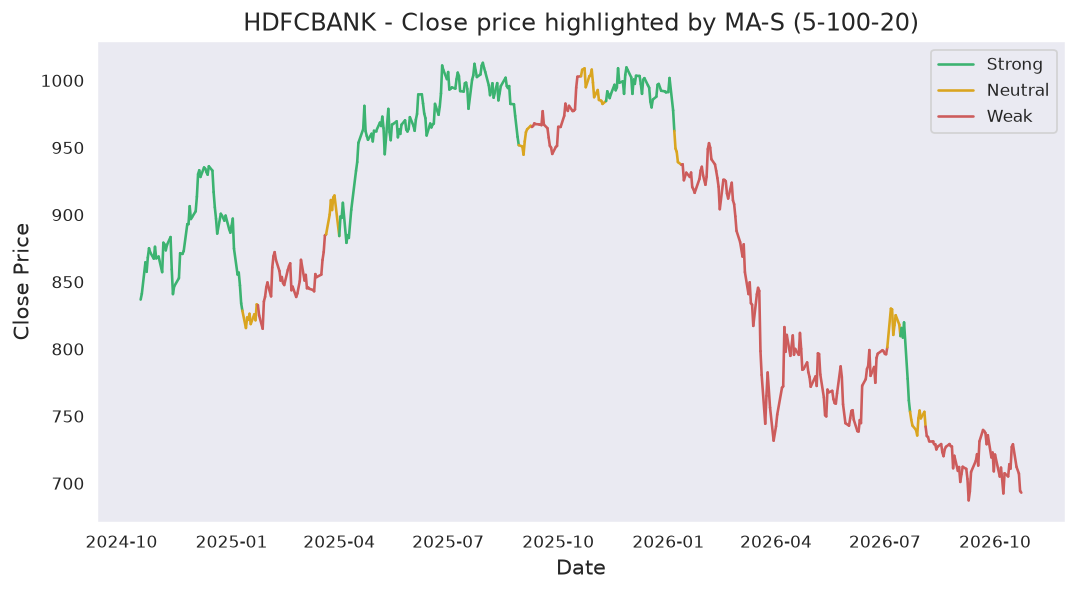 HDFCBANK - Close price highlighted by MA-S (5-100-20)
Strong
Neutral
Weak
Close Price
1000
950
900
850
800
750
700
2024-10 2025-01 2025-04 2025-07 2025-10 2026-01 2026-04 2026-07 2026-10
Date